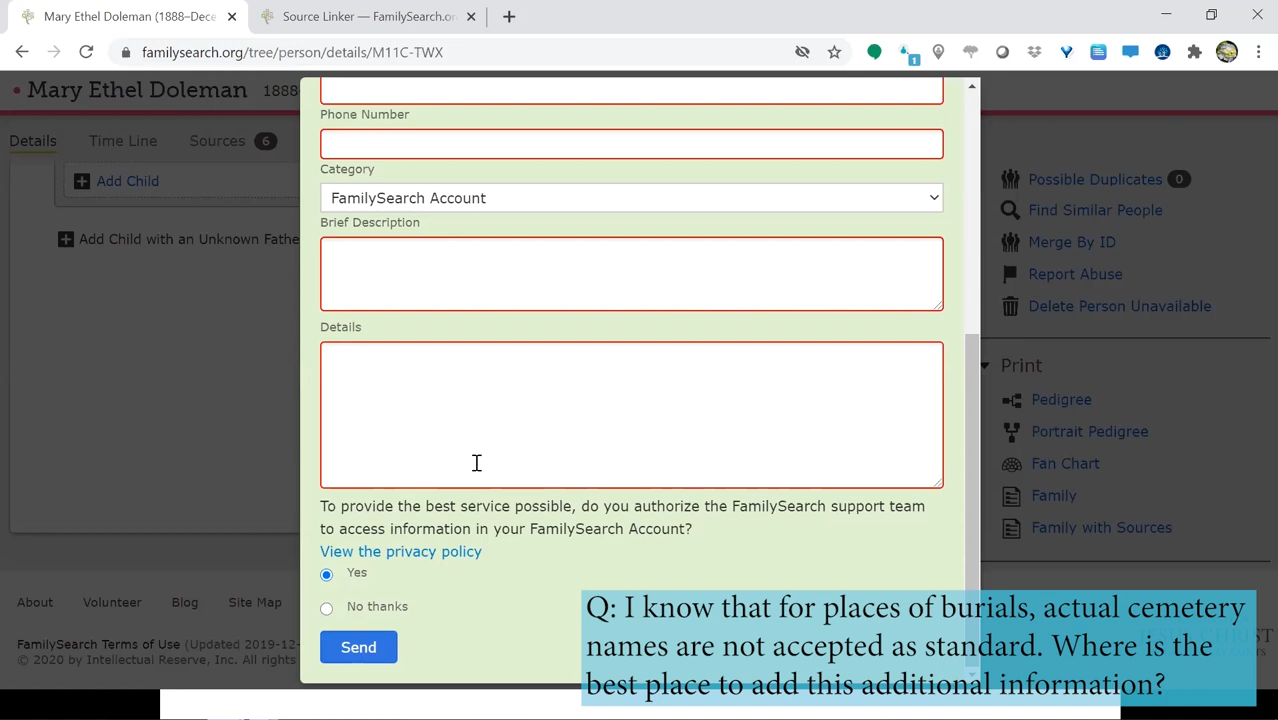 Mary Ethel Doleman (1888–Dece
Source Linker — FamilySearch.org
familysearch.org/tree/person/details/M11C-TWX
1
Mary Ethel Doleman 1888
Details Time Line Sources 6
Add Child
Add Child with an Unknown Fathe
Phone Number
Category
FamilySearch Account
Brief Description
Details
To provide the best service possible, do you authorize the FamilySearch support team
to access information in your FamilySearch Account?
View the privacy policy
Yes
No thanks
Send
Possible Duplicates 0
Find Similar People
Merge By ID
Report Abuse
Delete Person Unavailable
Print
Pedigree
Portrait Pedigree
Fan Chart
Family
Family with Sources
About Volunteer Blog Site Map
FamilySearch Terms of Use (Updated 2019-12-
© 2020 by Intellectual Reserve, Inc. All rights
Q: I know that for places of burials, actual cemetery
names are not accepted as standard. Where is the
best place to add this additional information?